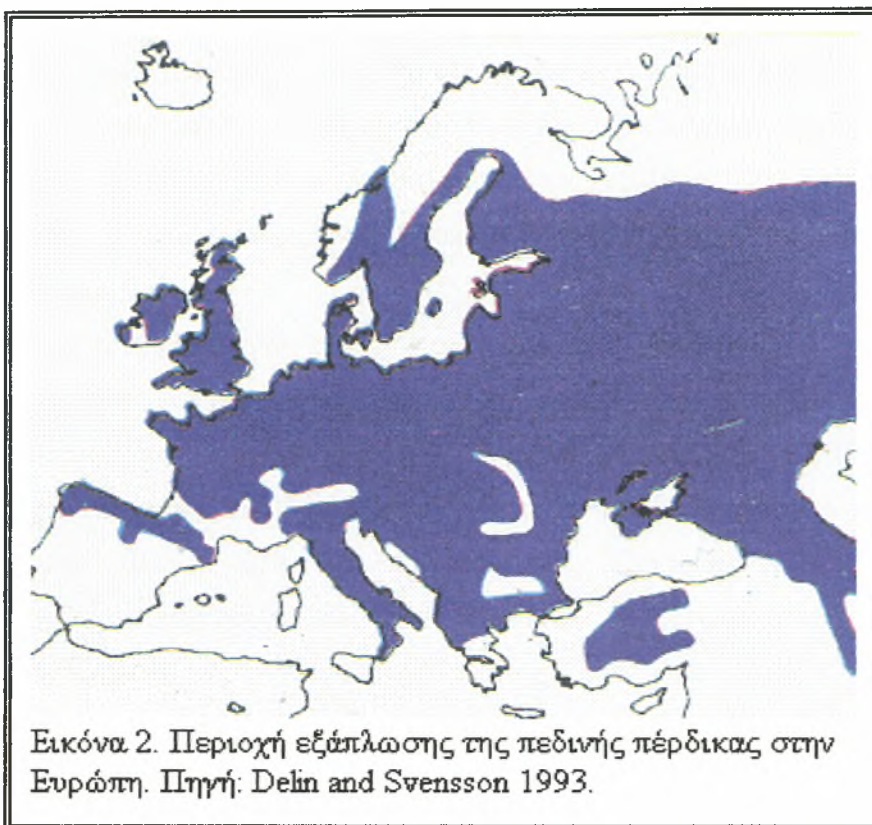 Εικόνα 2. Περιοχή εξάπλωσης της πεδινής πέρδικας στην
Ευρώπη. Πηγή: Delin and Svensson 1993.